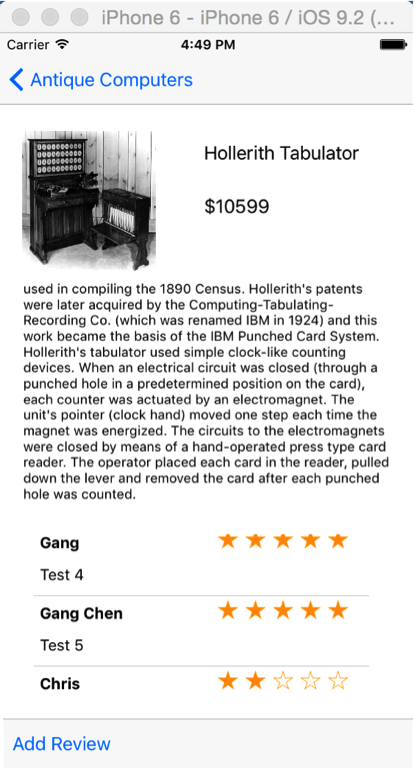 iPhone 6 - iPhone 6 / iOS 9.2 (...
Carrier 4:49 PM
Antique Computers
Hollerith Tabulator
$10599
used in compiling the 1890 Census. Hollerith's patents
were later acquired by the Computing-Tabulating-
Recording Co. (which was renamed IBM in 1924) and this
work became the basis of the IBM Punched Card System.
Hollerith's tabulator used simple clock-like counting
devices. When an electrical circuit was closed (through a
punched hole in a predetermined position on the card),
each counter was actuated by an electromagnet. The
unit's pointer (clock hand) moved one step each time the
magnet was energized. The circuits to the electromagnets
were closed by means of a hand-operated press type card
reader. The operator placed each card in the reader, pulled
down the lever and removed the card after each punched
hole was counted.
Gang
Test 4
Gang Chen
Test 5
Chris
Add Review